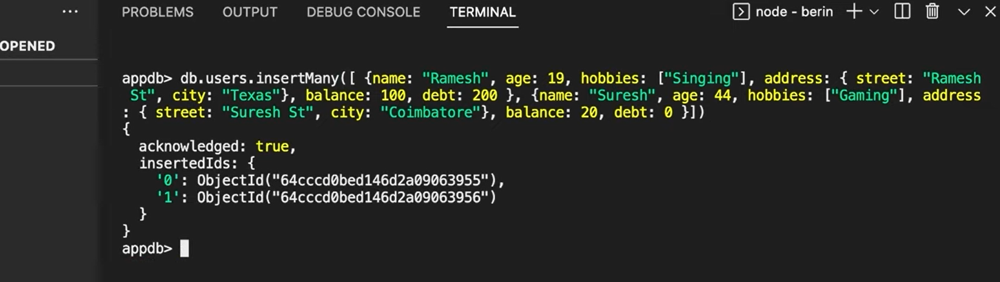 PROBLEMS OUTPUT DEBUG CONSOLE TERMINAL node - berin
OPENED
appdb> db.users.insertMany([ {name: "Ramesh", age: 19, hobbies: ["Singing"], address: { street: "Ramesh
St", city: "Texas"}, balance: 100, debt: 200 }, {name: "Suresh", age: 44, hobbies: ["Gaming"], address
: { street: "Suresh St", city: "Coimbatore"}, balance: 20, debt: 0 }])
{
acknowledged: true,
insertedIds: {
'0': ObjectId("64cccd0bed146d2a09063955"),
'1': ObjectId("64cccd0bed146d2a09063956")
}
}
appdb>